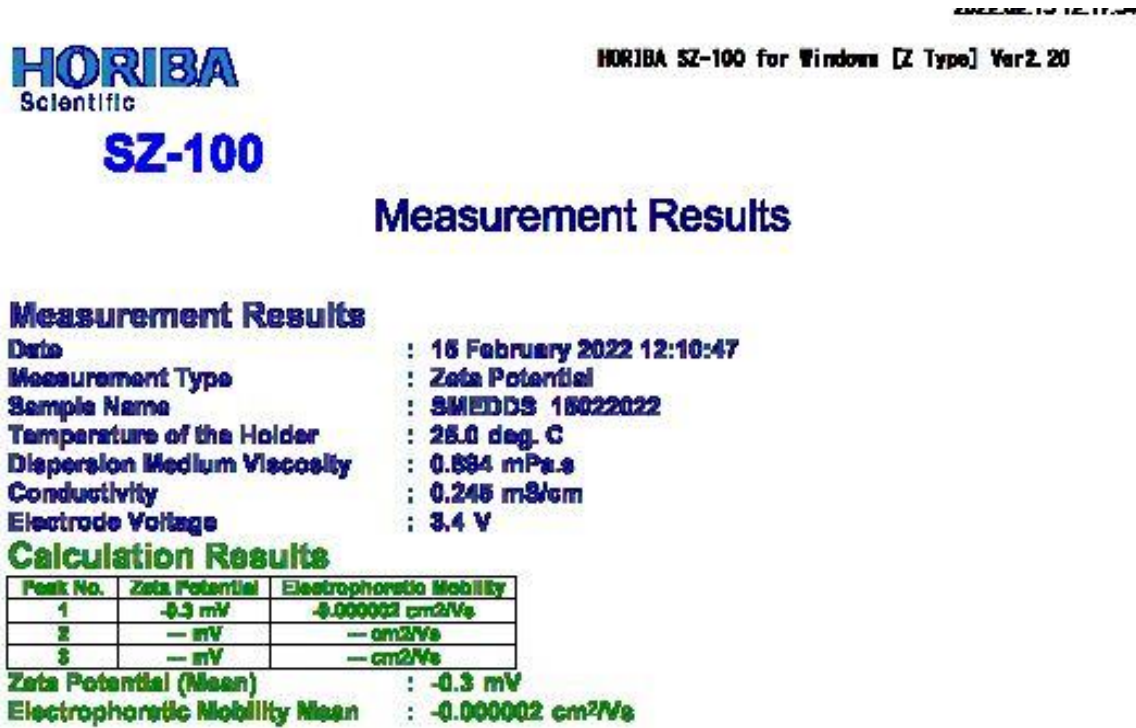 HORIBA SZ-100 for Windows [Z Type] Ver2.20
HORIBA
Scientific
SZ-100
Measurement Results
Measurement Results
Date : 15 February 2022 12:10:47
Measurement Type : Zeta Potential
Sample Name : SMEDDS 15022022
Temperature of the Holder : 25.0 deg. C
Dispersion Medium Viscosity : 0.894 mPa.s
Conductivity : 0.245 mS/cm
Electrode Voltage : 3.4 V
Calculation Results
Peak No. Zeta Potential Electrophoretic Mobility
1 -0.3 mV -0.000002 cm2/Vs
2 --- mV --- cm2/Vs
3 --- mV --- cm2/Vs
Zeta Potential (Mean) : -0.3 mV
Electrophoretic Mobility Mean : -0.000002 cm²/Vs